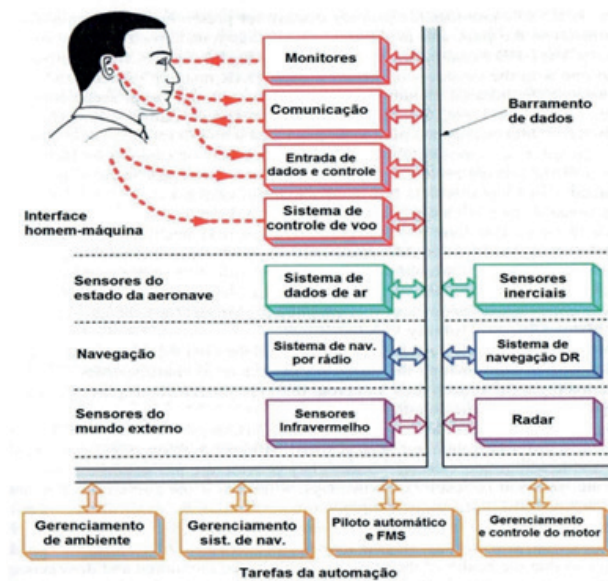 Monitores
Comunicação
Barramento
de dados
Entrada de
dados e controle
Interface
homem-máquina
Sistema de
controle de voo
Sensores do
estado da aeronave
Sistema de
dados de ar
Sensores
inerciais
Navegação
Sistema de nav.
por rádio
Sistema de
navegação DR
Sensores do
mundo externo
Sensores
Infravermelho
Radar
Gerenciamento
de ambiente
Gerenciamento
sist. de nav.
Piloto automático
e FMS
Gerenciamento
e controle do motor
Tarefas da automação